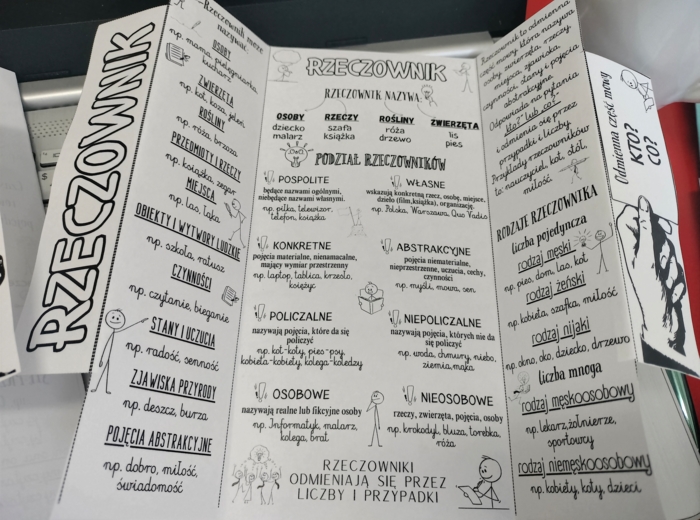 RZECZOWNIK
Rzeczownik może
nazywać:
OSOBY
np. mama, pielęgniarka,
kucharz
ZWIERZĘTA
np. kot, koza, jeleń
ROŚLINY
np. róża, brzoza
PRZEDMIOTY I RZECZY
np. książka, zegar
MIEJSCA
np. las, łąka
OBIEKTY I WYTWORY LUDZKIE
np. szkoła, ratusz
CZYNNOŚCI
np. czytanie, bieganie
STANY I UCZUCIA
np. radość, senność
ZJAWISKA PRZYRODY
np. deszcz, burza
POJĘCIA ABSTRAKCYJNE
np. dobro, miłość,
świadomość
RZECZOWNIK
RZECZOWNIK NAZYWA:
OSOBY RZECZY ROŚLINY ZWIERZĘTA
dziecko szafa róża lis
malarz książka drzewo pies
PODZIAŁ RZECZOWNIKÓW
POSPOLITE
będące nazwami ogólnymi,
niebędące nazwami własnymi.
np. piłka, telewizor,
telefon, książka
WŁASNE
wskazują konkretną rzecz, osobę, miejsce,
dzieło (film,książka), organizację.
np. Polska, Warszawa, Quo Vadis
KONKRETNE
pojęcia materialne, nienamacalne,
mający wymiar przestrzenny
np. laptop, tablica, krzesło,
księżyc
ABSTRAKCYJNE
pojęcia niematerialne,
nieprzestrzenne, uczucia, cechy,
czynności
np. myśli, mowa, sen
POLICZALNE
nazywają pojęcia, które da się
policzyć
np. kot-koty, pies-psy,
kobieta-kobiety, kolega-koledzy
NIEPOLICZALNE
nazywają pojęcia, których nie da
się policzyć
np. woda, chmury, niebo,
ziemia, mąka
OSOBOWE
nazywają realne lub fikcyjne osoby
np. Informatyk, malarz,
kolega, brat
NIEOSOBOWE
rzeczy, zwierzęta, pojęcia, osoby
np. krokodyl, bluza, torebka,
róża
RZECZOWNIKI
ODMIENIAJĄ SIĘ PRZEZ
LICZBY I PRZYPADKI
Rzeczownik to odmienna
część mowy, która nazywa
osoby, zwierzęta, rzeczy,
miejsca, zjawiska,
czynności, stany i pojęcia
abstrakcyjne.
Odpowiada na pytania
kto? lub co?
i odmienia się przez
przypadki i liczby.
Przykłady rzeczowników
to: nauczyciel, kot, stół,
miłość
RODZAJE RZECZOWNIKA
liczba pojedyncza
rodzaj męski
np. pies, dom, las, kot
rodzaj żeński
np. kobieta, szafka, miłość
rodzaj nijaki
np. okno, oko, dziecko, drzewo
liczba mnoga
rodzaj męskoosobowy
np. lekarz, żołnierze,
sportowcy
rodzaj niemęskoosobowy
np. kobiety, koty, dzieci
Odmienna część mowy
KTO?
CO?